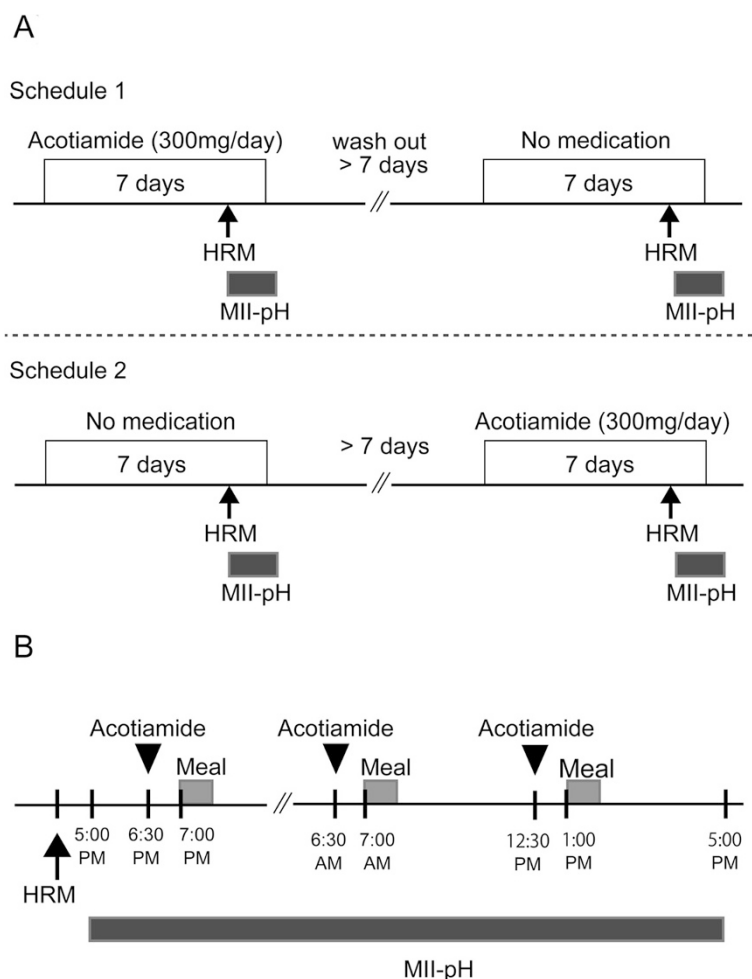 A
Schedule 1
Acotiamide (300mg/day)
wash out
> 7 days
No medication
7 days
7 days
//
HRM
HRM
MII-pH
MII-pH
Schedule 2
No medication
> 7 days
Acotiamide (300mg/day)
7 days
7 days
//
HRM
HRM
MII-pH
MII-pH
B
Acotiamide
Acotiamide
Acotiamide
Meal
Meal
Meal
//
5:00
PM
6:30
PM
7:00
PM
6:30
AM
7:00
AM
12:30
PM
1:00
PM
5:00
PM
HRM
MII-pH